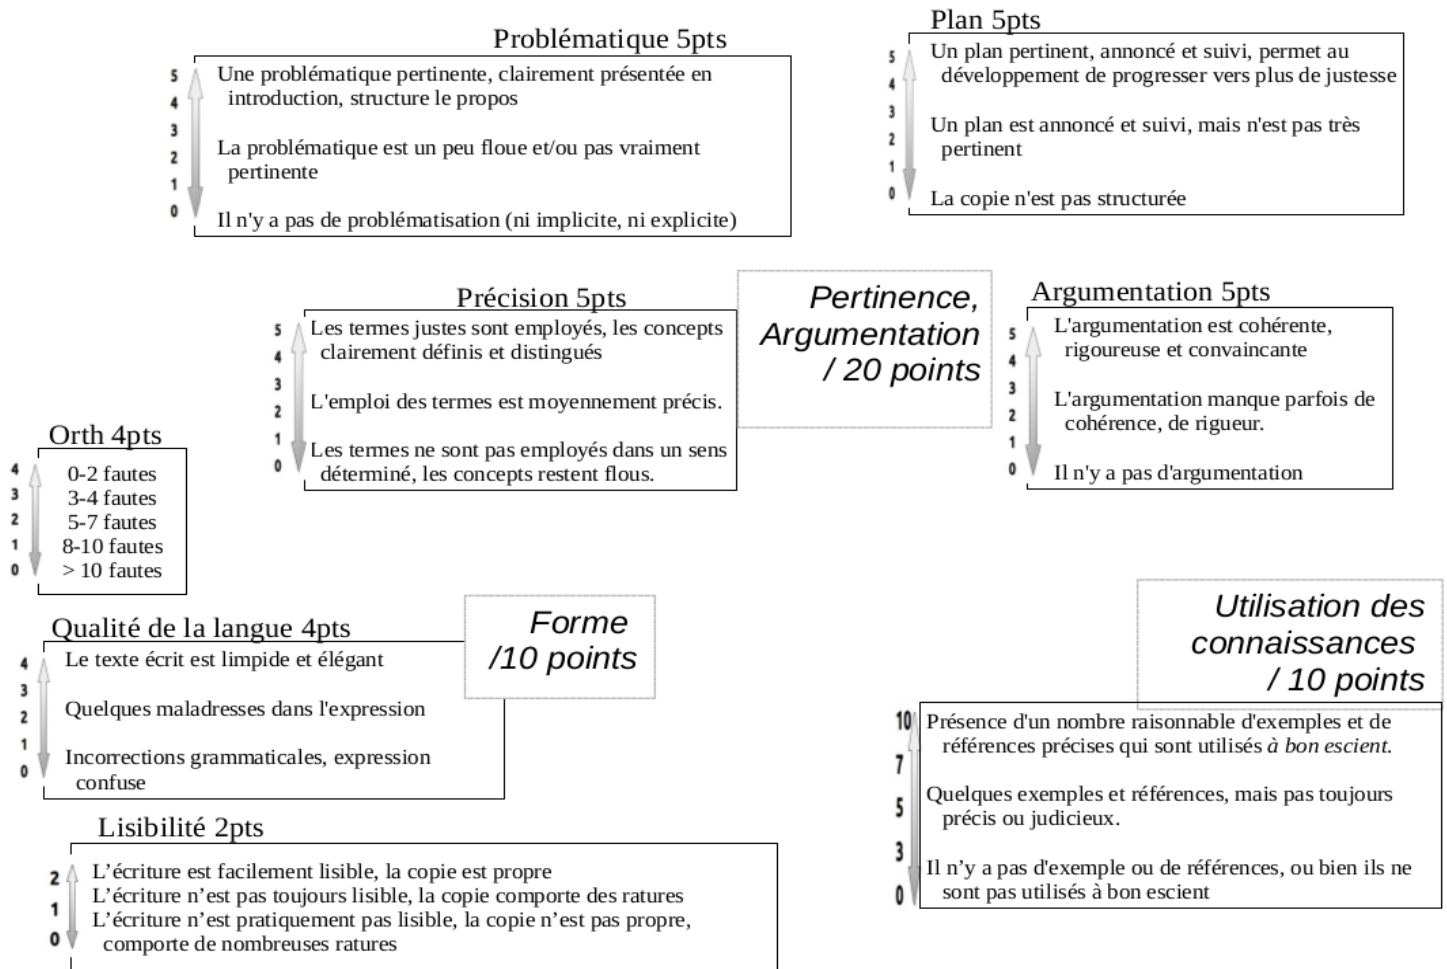 Problématique 5pts
5
4
3
2
1
0
Une problématique pertinente, clairement présentée en
introduction, structure le propos
La problématique est un peu floue et/ou pas vraiment
pertinente
Il n'y a pas de problématisation (ni implicite, ni explicite)
Plan 5pts
5
4
3
2
1
0
Un plan pertinent, annoncé et suivi, permet au
développement de progresser vers plus de justesse
Un plan est annoncé et suivi, mais n'est pas très
pertinent
La copie n'est pas structurée
Précision 5pts
5
4
3
2
1
0
Les termes justes sont employés, les concepts
clairement définis et distingués
L'emploi des termes est moyennement précis.
Les termes ne sont pas employés dans un sens
déterminé, les concepts restent flous.
Pertinence,
Argumentation
/ 20 points
Argumentation 5pts
5
4
3
2
1
0
L'argumentation est cohérente,
rigoureuse et convaincante
L'argumentation manque parfois de
cohérence, de rigueur.
Il n'y a pas d'argumentation
Orth 4pts
4
3
2
1
0
0-2 fautes
3-4 fautes
5-7 fautes
8-10 fautes
> 10 fautes
Qualité de la langue 4pts
4
3
2
1
0
Le texte écrit est limpide et élégant
Quelques maladresses dans l'expression
Incorrections grammaticales, expression
confuse
Forme
/10 points
Utilisation des
connaissances
/ 10 points
10
7
5
3
0
Présence d'un nombre raisonnable d'exemples et de
références précises qui sont utilisés à bon escient.
Quelques exemples et références, mais pas toujours
précis ou judicieux.
Il n’y a pas d'exemple ou de références, ou bien ils ne
sont pas utilisés à bon escient
Lisibilité 2pts
2
1
0
L’écriture est facilement lisible, la copie est propre
L’écriture n’est pas toujours lisible, la copie comporte des ratures
L’écriture n’est pratiquement pas lisible, la copie n’est pas propre,
comporte de nombreuses ratures